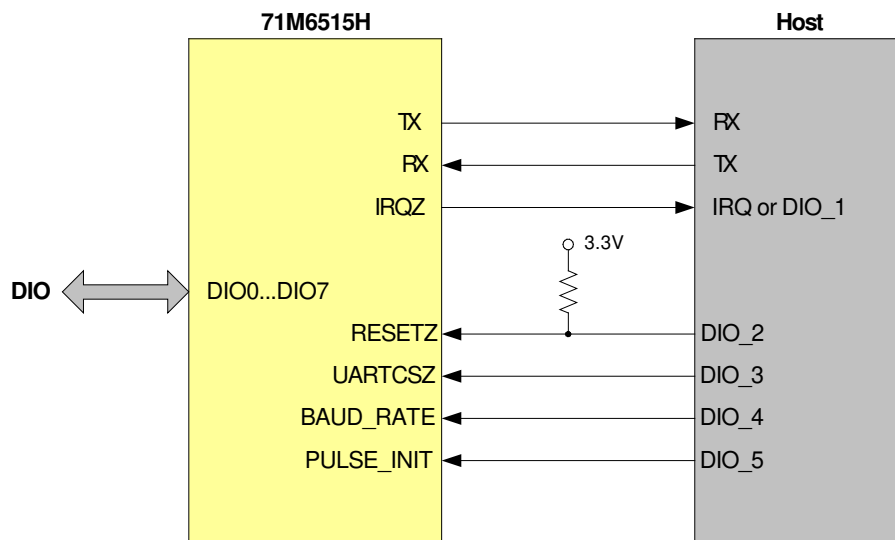 71M6515H Host
TX RX
RX TX
IRQZ IRQ or DIO_1
3.3V
DIO DIO0...DIO7
RESETZ DIO_2
UARTCSZ DIO_3
BAUD_RATE DIO_4
PULSE_INIT DIO_5